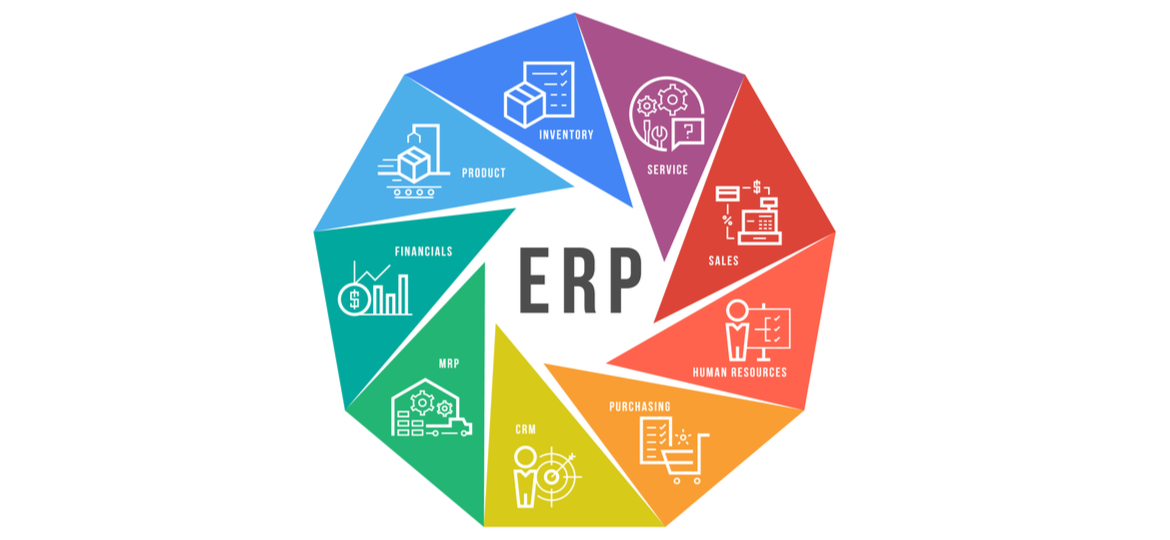 INVENTORY
SERVICE
PRODUCT
FINANCIALS
ERP
SALES
MRP
HUMAN RESOURCES
PURCHASING
CRM
$
%
?
$